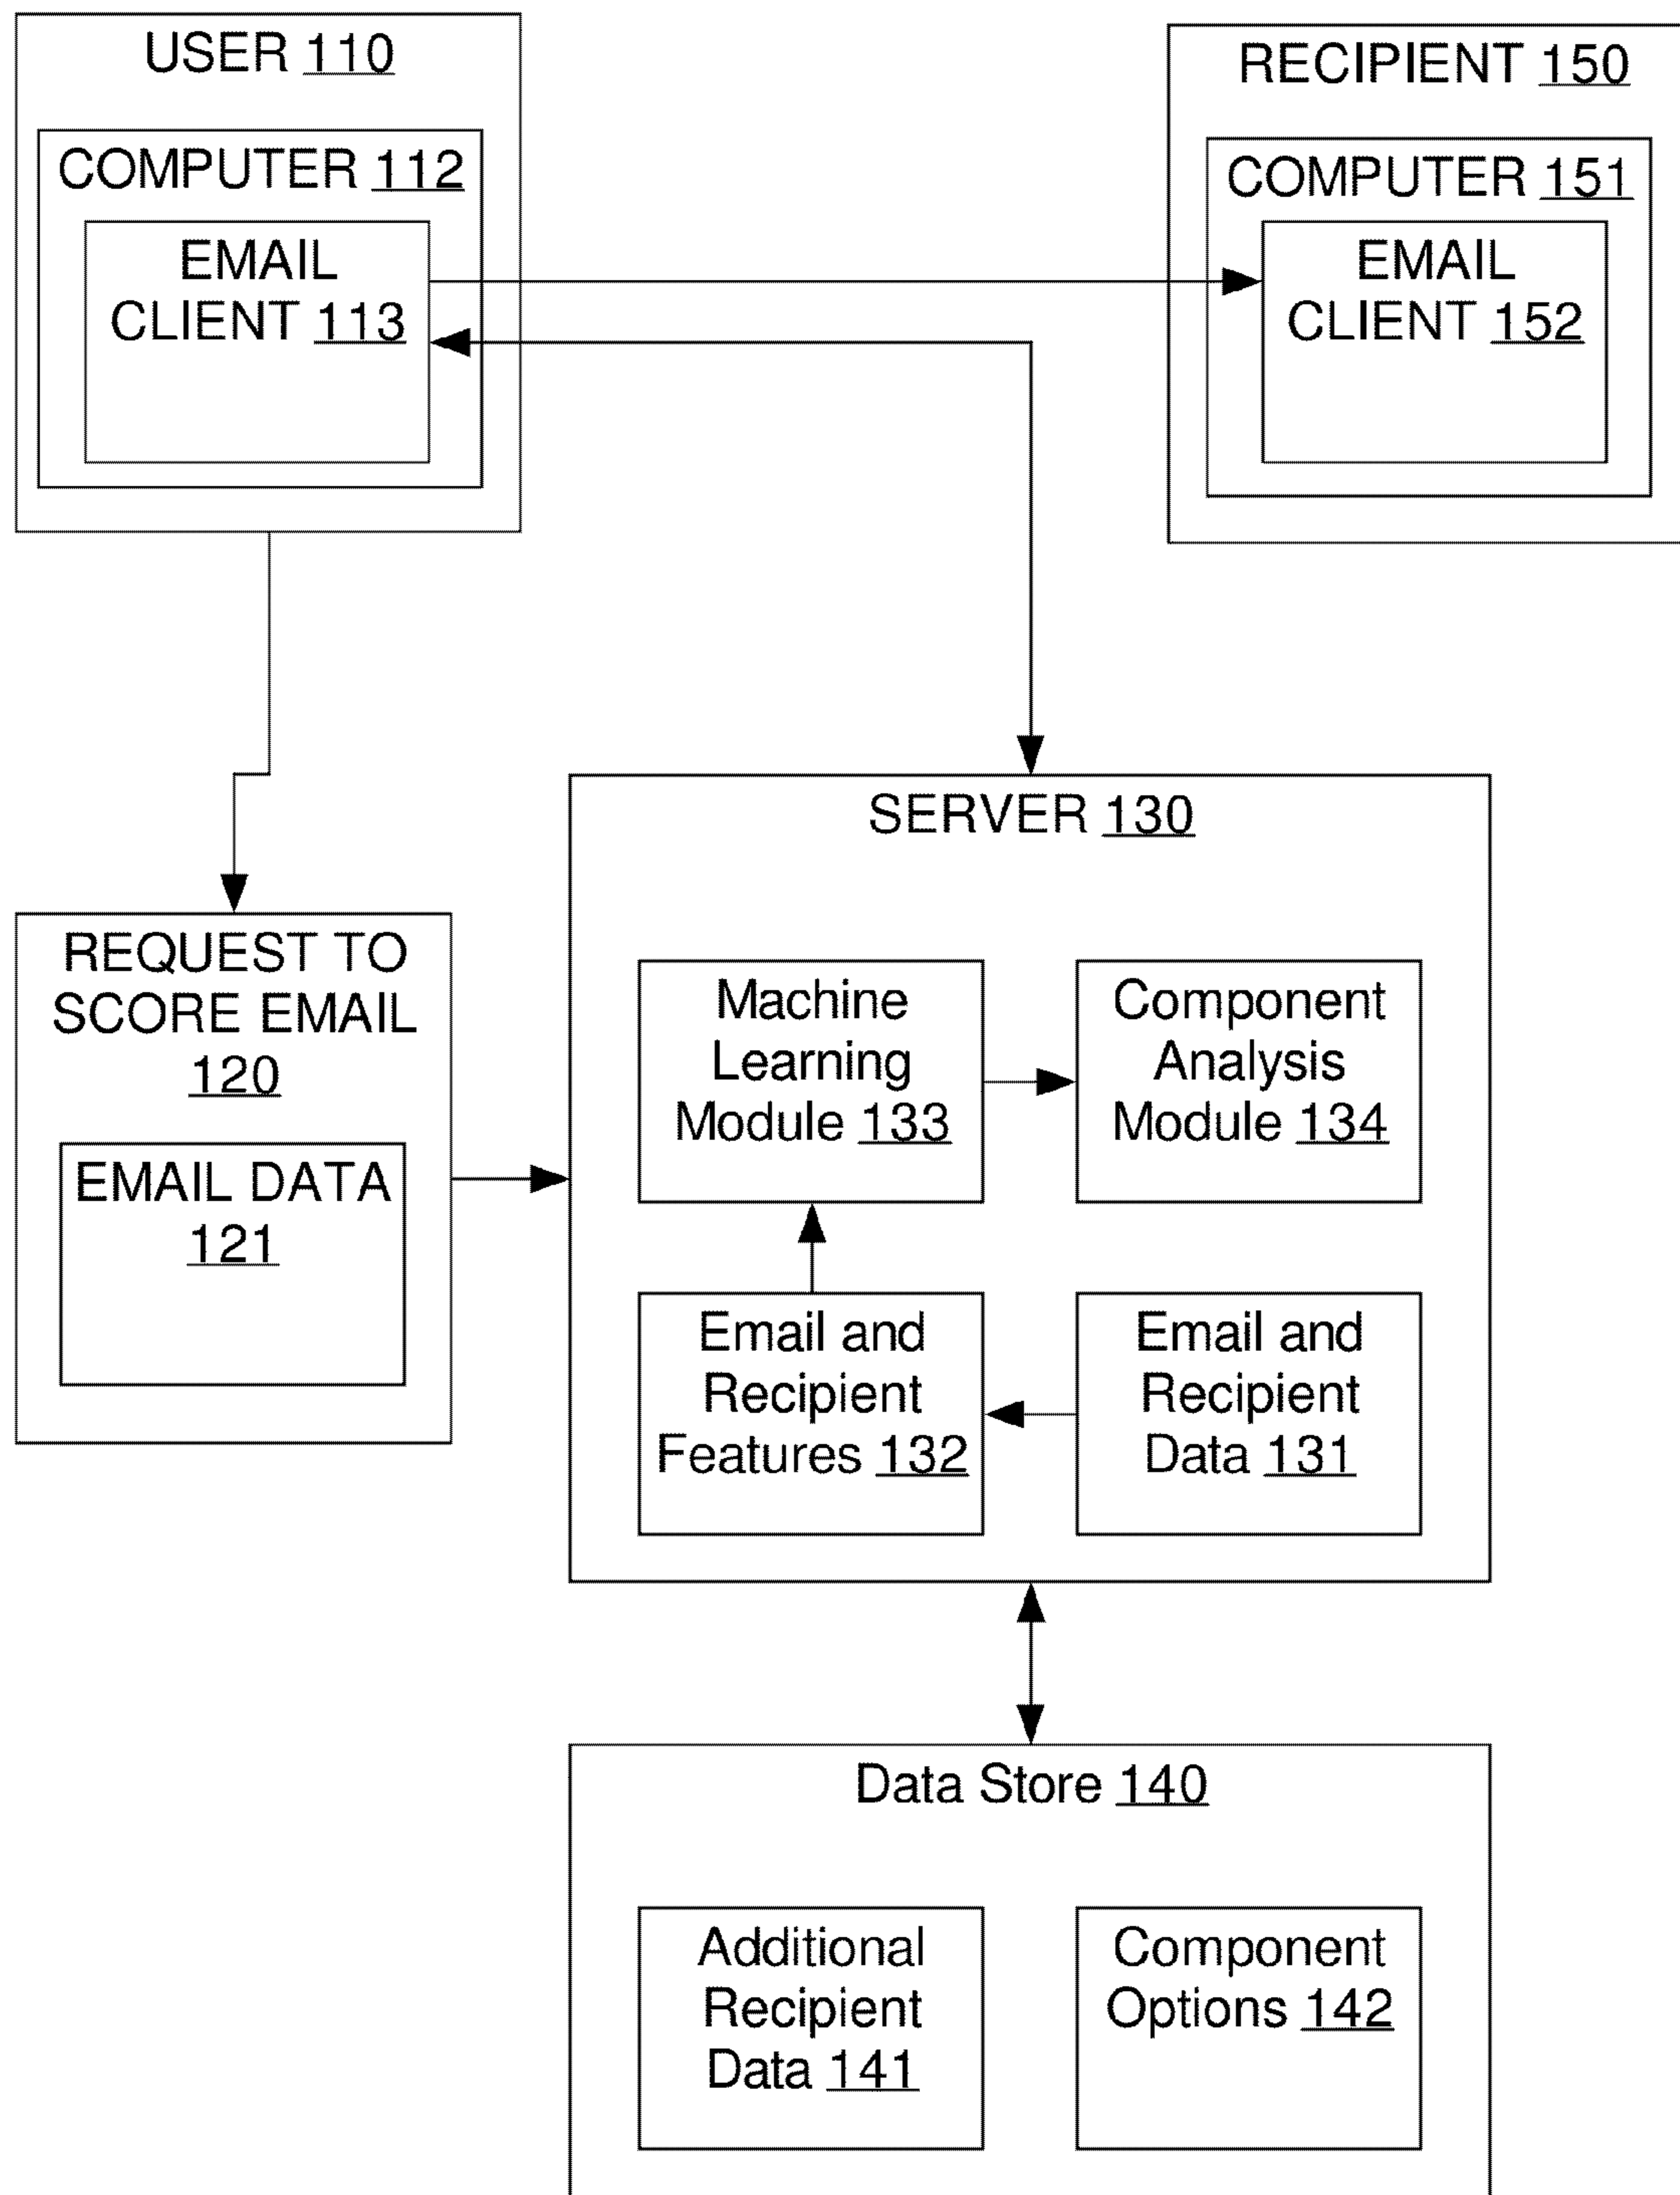 USER 110
COMPUTER 112
EMAIL
CLIENT 113
RECIPIENT 150
COMPUTER 151
EMAIL
CLIENT 152
REQUEST TO
SCORE EMAIL
120
EMAIL DATA
121
SERVER 130
Machine
Learning
Module 133
Component
Analysis
Module 134
Email and
Recipient
Features 132
Email and
Recipient
Data 131
Data Store 140
Additional
Recipient
Data 141
Component
Options 142